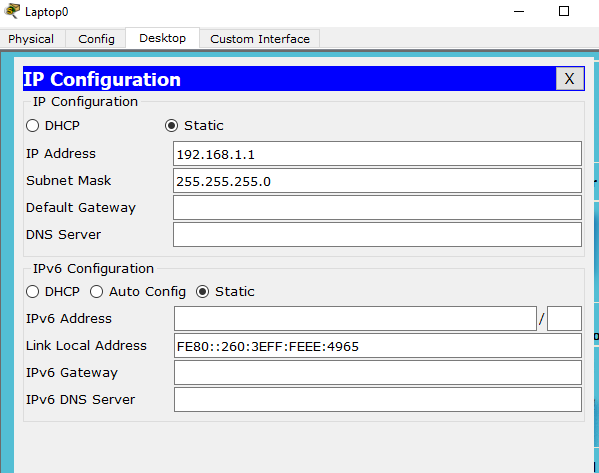 Laptop0
Physical Config Desktop Custom Interface
IP Configuration X
IP Configuration
DHCP Static
IP Address 192.168.1.1
Subnet Mask 255.255.255.0
Default Gateway
DNS Server
IPv6 Configuration
DHCP Auto Config Static
IPv6 Address /
Link Local Address FE80::260:3EFF:FEEE:4965
IPv6 Gateway
IPv6 DNS Server